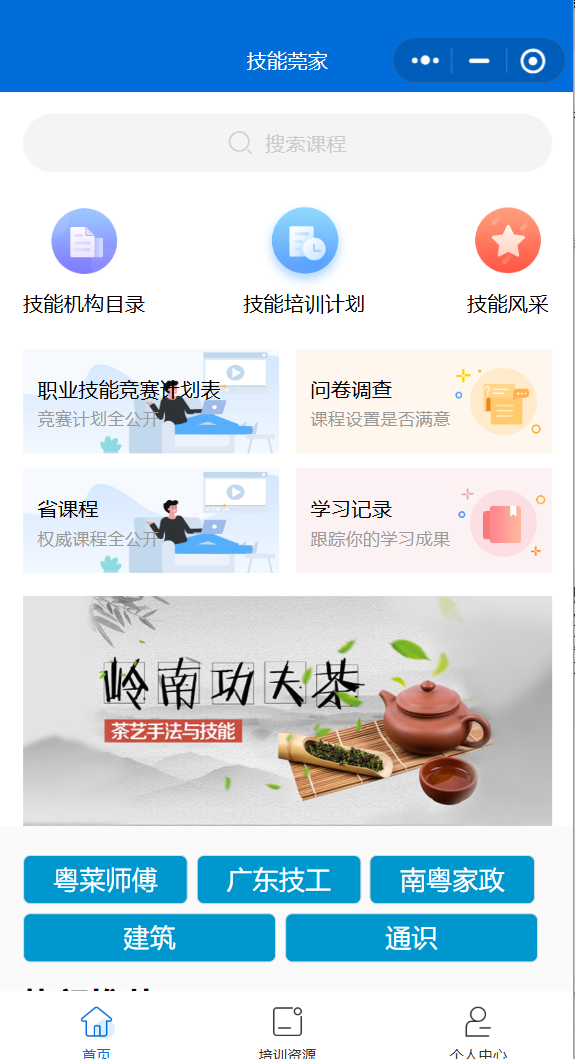 技能莞家
搜索课程
技能机构目录 技能培训计划 技能风采
职业技能竞赛计划表
竞赛计划全公开
问卷调查
课程设置是否满意
省课程
权威课程全公开
学习记录
跟踪你的学习成果
岭南功夫茶
茶艺手法与技能
粤菜师傅 广东技工 南粤家政
建筑 通识
首页 培训资源 个人中心